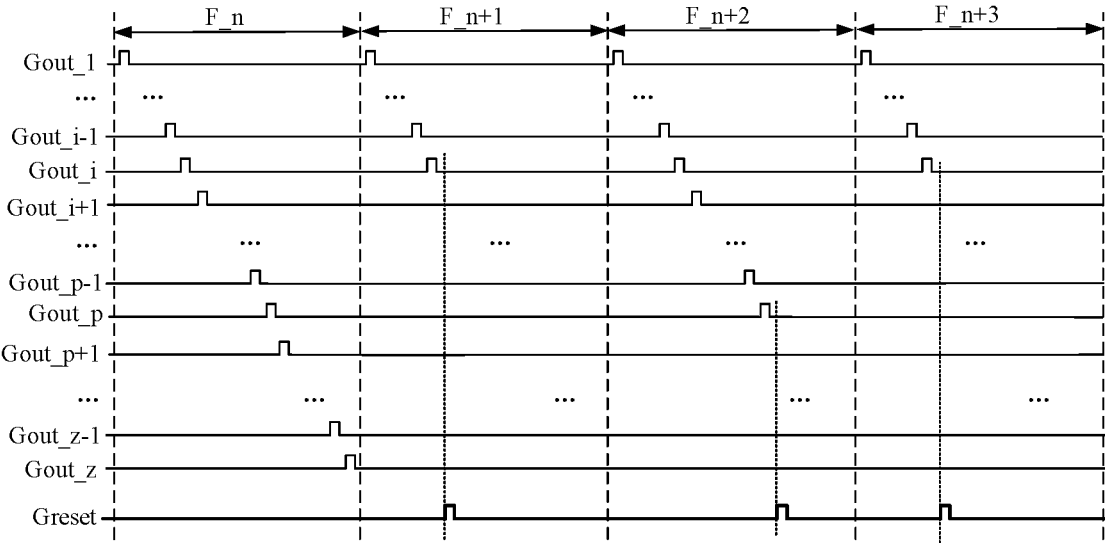 F_n F_n+1 F_n+2 F_n+3
Gout_1
... ... ... ... ...
Gout_i-1
Gout_i
Gout_i+1
... ... ... ... ...
Gout_p-1
Gout_p
Gout_p+1
... ... ... ... ...
Gout_z-1
Gout_z
Greset